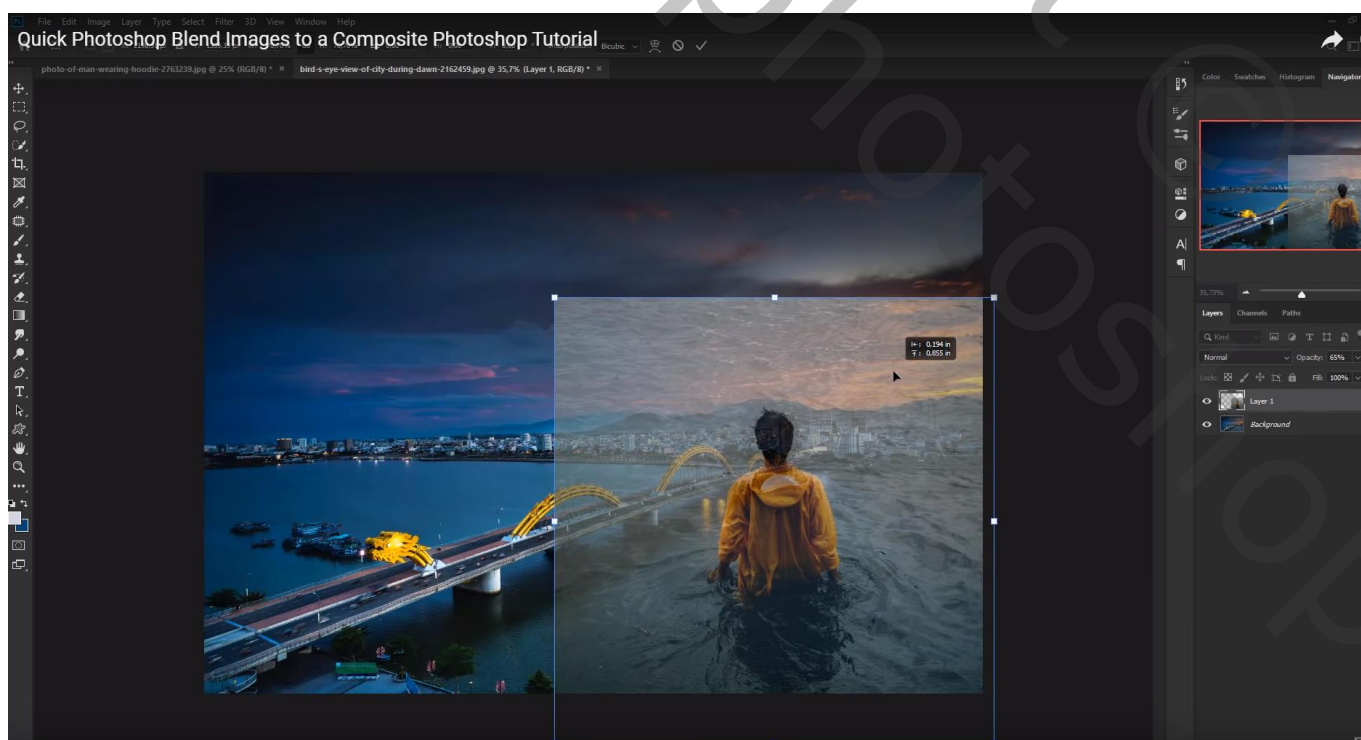 Ps File Edit Image Layer Type Select Filter 3D View Window Help
Quick Photoshop Blend Images to a Composite Photoshop Tutorial
Bicubic
photo-of-man-wearing-hoodie-2763239.jpg @ 25% (RGB/8) * × bird-s-eye-view-of-city-during-dawn-2162459.jpg @ 35,7% (Layer 1, RGB/8) * ×
Color Swatches Histogram Navigator
35,73%
Layers Channels Paths
Kind
Normal Opacity: 65%
Lock: Fill: 100%
Layer 1
Background
0,194 in
0,855 in